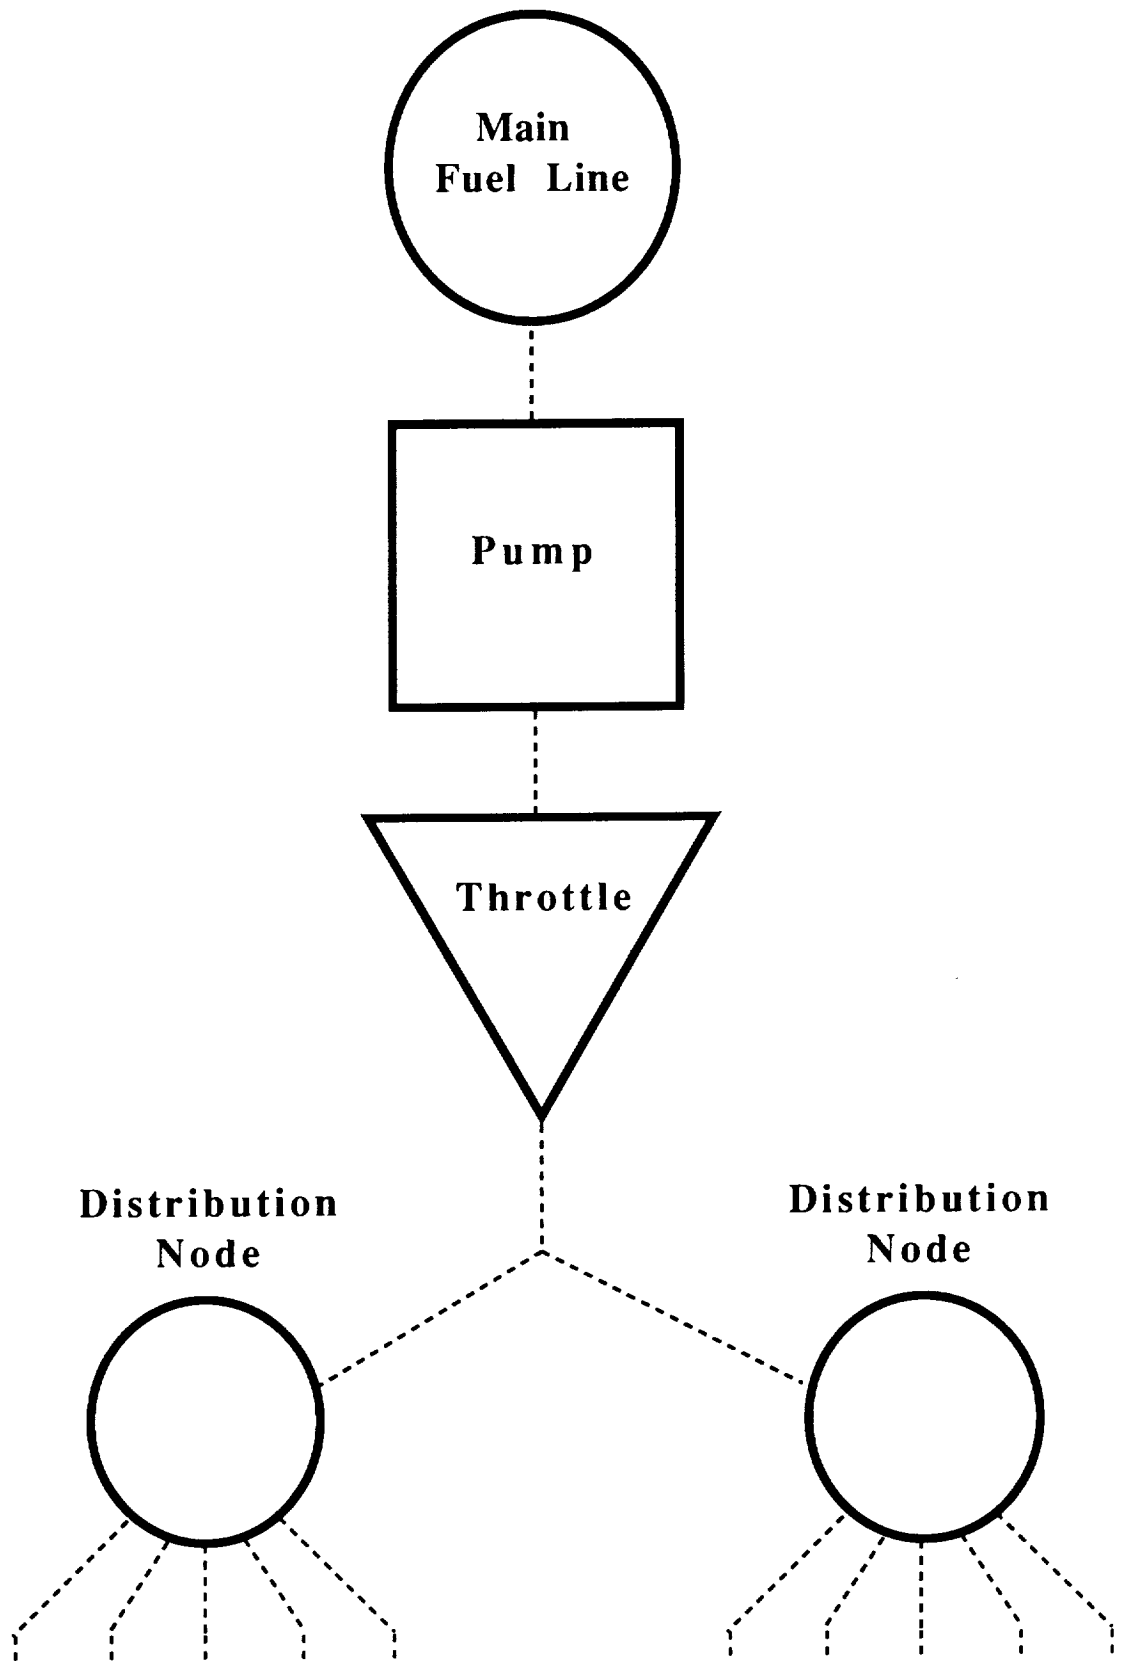 Main
Fuel Line
Pump
Throttle
Distribution
Node
Distribution
Node